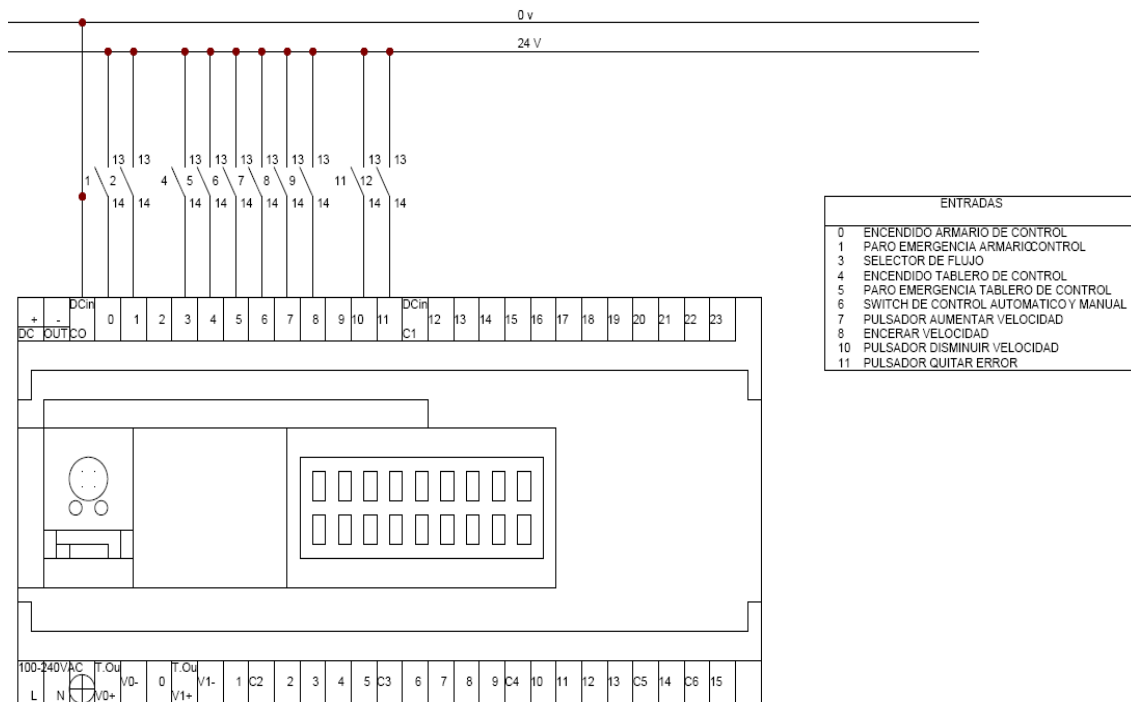 0 v
24 V
13 13 13 13 13 13 13 13 13 13
1 2 4 5 6 7 8 9 11 12
14 14 14 14 14 14 14 14 14 14
ENTRADAS
0 ENCENDIDO ARMARIO DE CONTROL
1 PARO EMERGENCIA ARMARIOCONTROL
3 SELECTOR DE FLUJO
4 ENCENDIDO TABLERO DE CONTROL
5 PARO EMERGENCIA TABLERO DE CONTROL
6 SWITCH DE CONTROL AUTOMATICO Y MANUAL
7 PULSADOR AUMENTAR VELOCIDAD
8 ENCERAR VELOCIDAD
10 PULSADOR DISMINUIR VELOCIDAD
11 PULSADOR QUITAR ERROR
DCin DCin
+ - 0 1 2 3 4 5 6 7 8 9 10 11 12 13 14 15 16 17 18 19 20 21 22 23
DC OUT CO C1
100-240VAC T.Ou T.Ou
V0- 0 V1- 1 C2 2 3 4 5 C3 6 7 8 9 C4 10 11 12 13 C5 14 C6 15
L N V0+ V1+